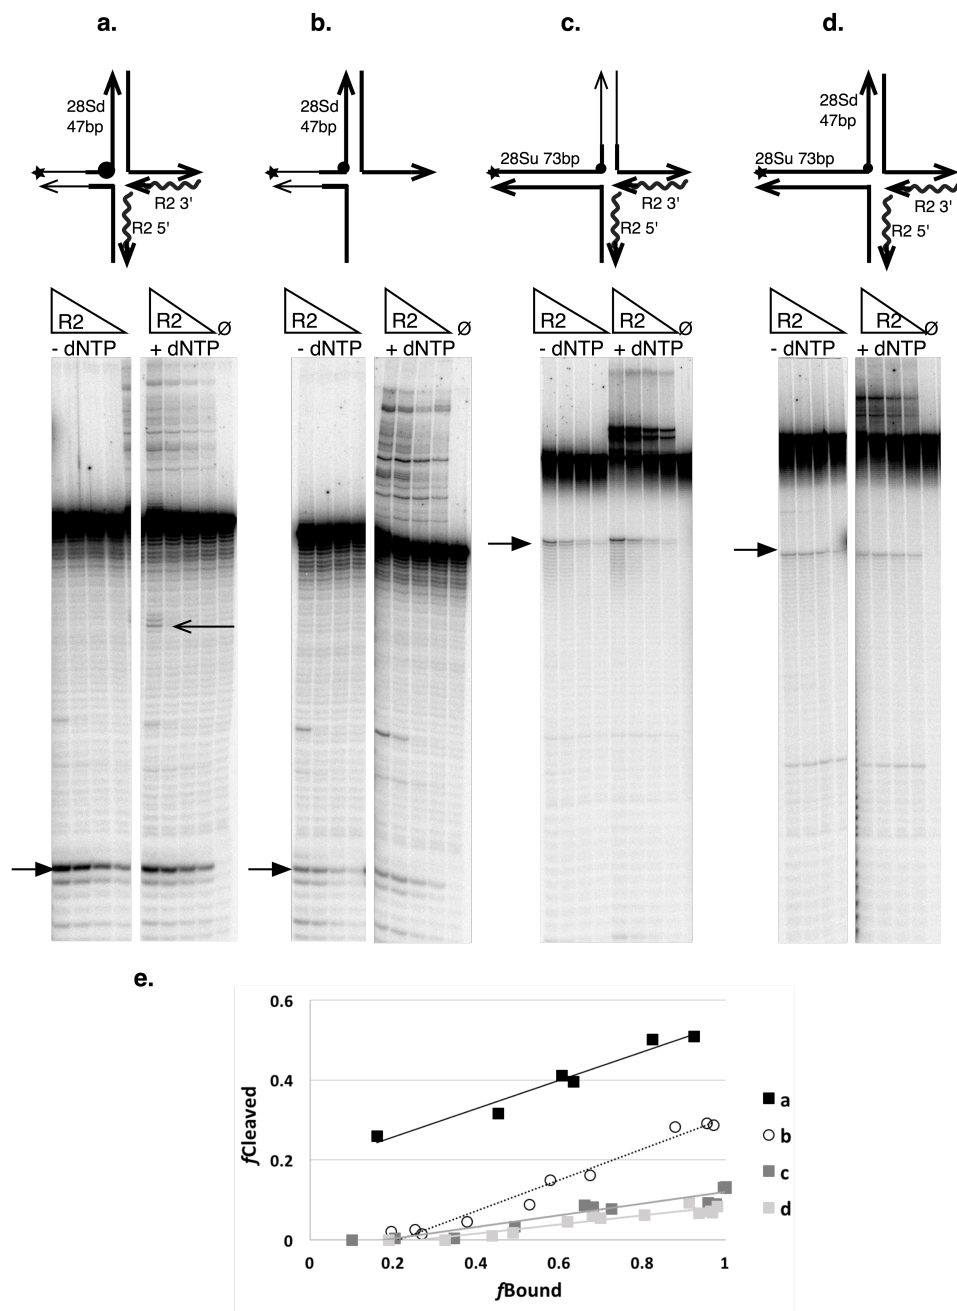 a. b. c. d.
28Sd
47bp
R2 3'
R2 5'
28Sd
47bp
28Su 73bp
R2 3'
R2 5'
28Sd
47bp
28Su 73bp
R2 3'
R2 5'
R2 R2 Ø R2 R2 Ø R2 R2 Ø R2 R2 Ø
- dNTP + dNTP - dNTP + dNTP - dNTP + dNTP - dNTP + dNTP
e.
0.6
0.4
0.2
0
fCleaved
0 0.2 0.4 0.6 0.8 1
fBound
a
b
c
d